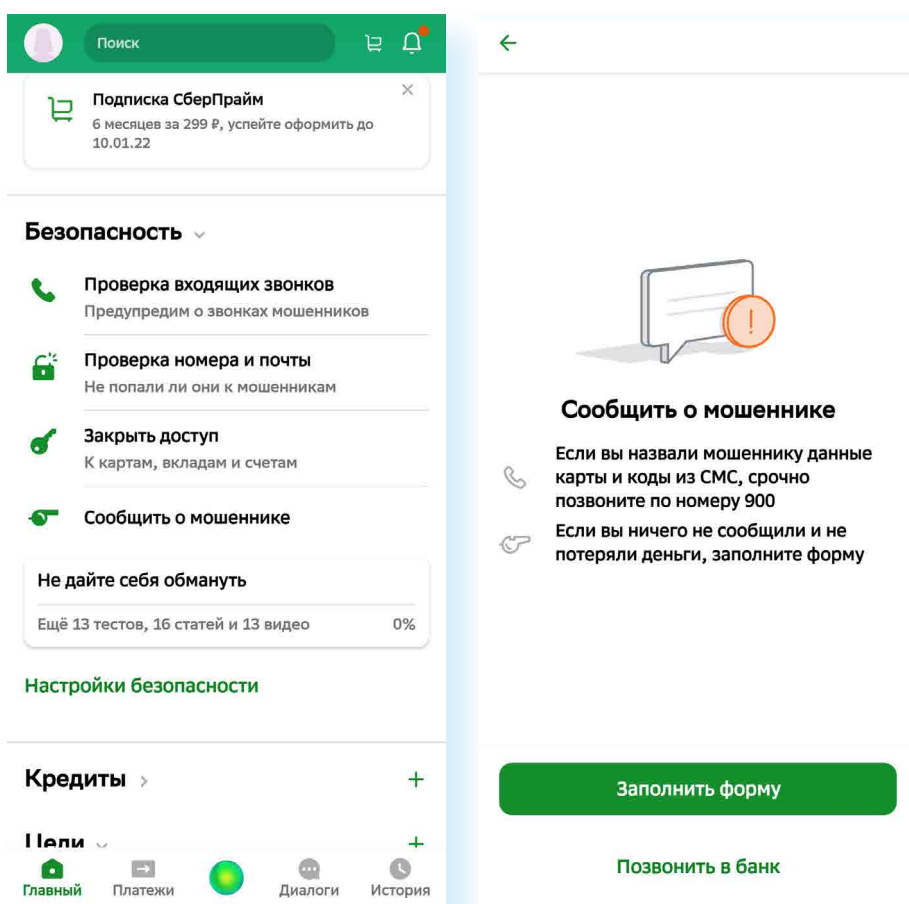 Поиск
Подписка СберПрайм
6 месяцев за 299 ₽, успейте оформить до
10.01.22
Безопасность
Проверка входящих звонков
Предупредим о звонках мошенников
Проверка номера и почты
Не попали ли они к мошенникам
Закрыть доступ
К картам, вкладам и счетам
Сообщить о мошеннике
Не дайте себя обмануть
Ещё 13 тестов, 16 статей и 13 видео 0%
Настройки безопасности
Кредиты
Цели
Главный Платежи Диалоги История
Сообщить о мошеннике
Если вы назвали мошеннику данные
карты и коды из СМС, срочно
позвоните по номеру 900
Если вы ничего не сообщили и не
потеряли деньги, заполните форму
Заполнить форму
Позвонить в банк